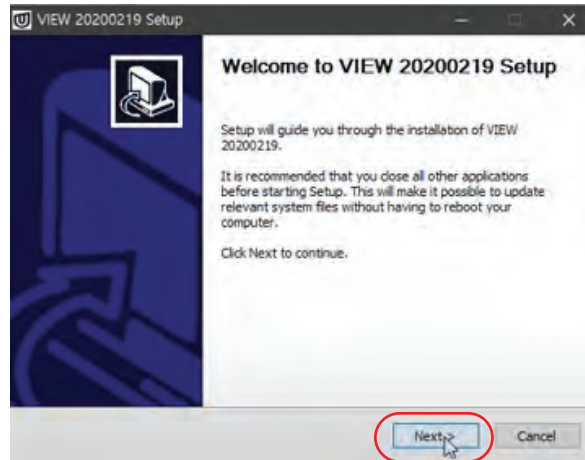 VIEW 20200219 Setup
Welcome to VIEW 20200219 Setup
Setup will guide you through the installation of VIEW
20200219.
It is recommended that you close all other applications
before starting Setup. This will make it possible to update
relevant system files without having to reboot your
computer.
Click Next to continue.
Next >
Cancel